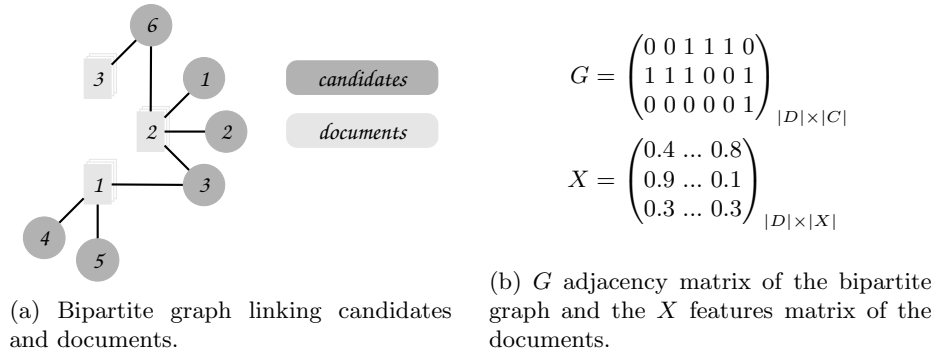 6
3
1
candidates
2
2
documents
1
3
4
5
(a) Bipartite graph linking candidates
and documents.
G = (0 0 1 1 1 0
1 1 1 0 0 1
0 0 0 0 0 1) |D|×|C|
X = (0.4 ... 0.8
0.9 ... 0.1
0.3 ... 0.3) |D|×|X|
(b) G adjacency matrix of the bipartite
graph and the X features matrix of the
documents.